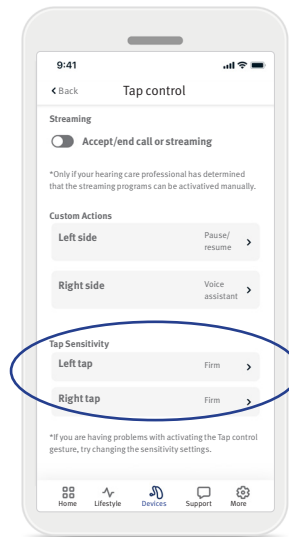 9:41
Back Tap control
Streaming
Accept/end call or streaming
*Only if your hearing care professional has determined
that the streaming programs can be activatived manually.
Custom Actions
Left side Pause/
resume
Right side Voice
assistant
Tap Sensitivity
Left tap Firm
Right tap Firm
*If you are having problems with activating the Tap control
gesture, try changing the sensitivity settings.
Home Lifestyle Devices Support More